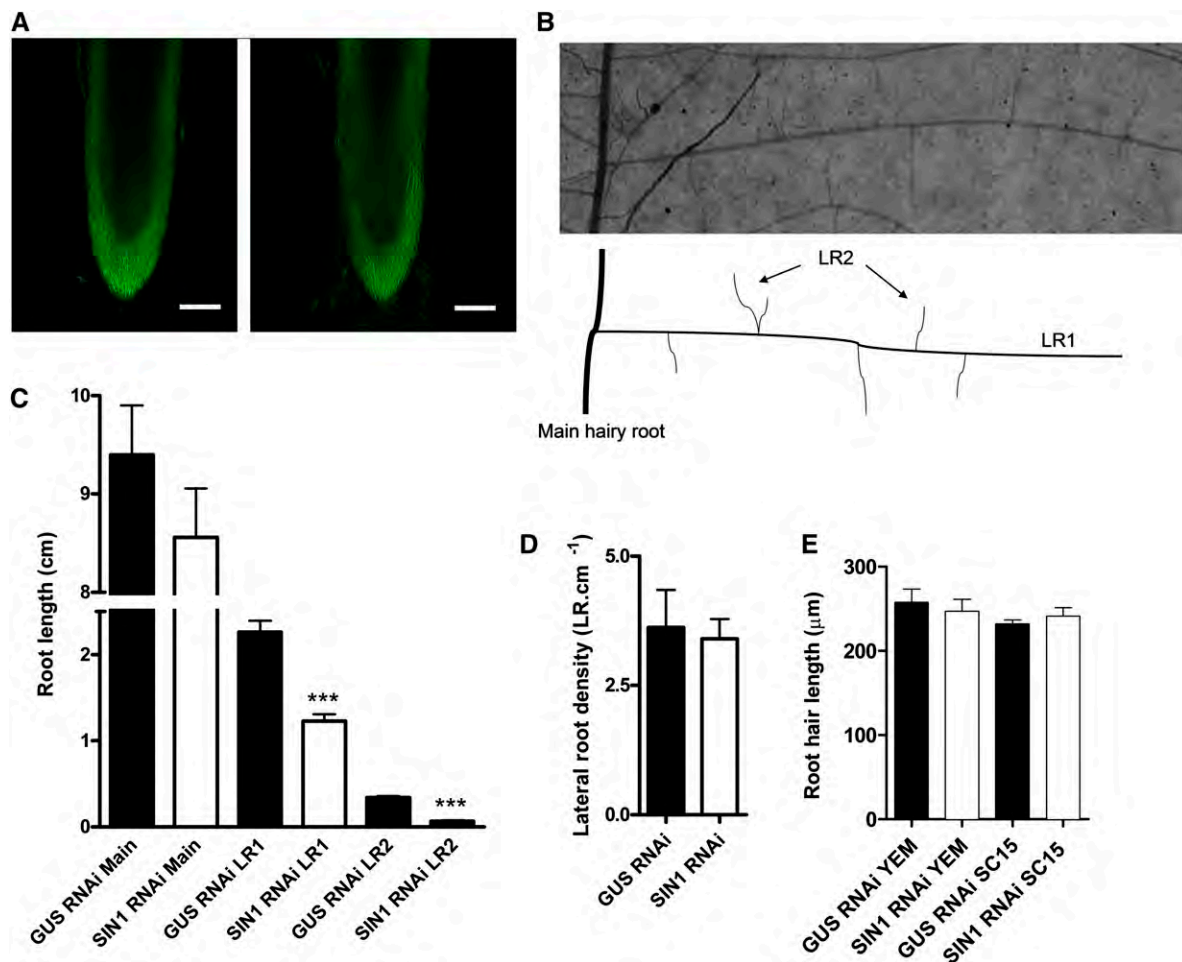 A
B
LR2
LR1
Main hairy root
C
Root length (cm)
10
9
8
2
1
0
***
***
GUS RNAi Main
SIN1 RNAi Main
GUS RNAi LR1
SIN1 RNAi LR1
GUS RNAi LR2
SIN1 RNAi LR2
D
Lateral root density (LR.cm -1)
5.0
2.5
0.0
GUS RNAi
SIN1 RNAi
E
Root hair length (μm)
300
200
100
0
GUS RNAi YEM
SIN1 RNAi YEM
GUS RNAi SC15
SIN1 RNAi SC15